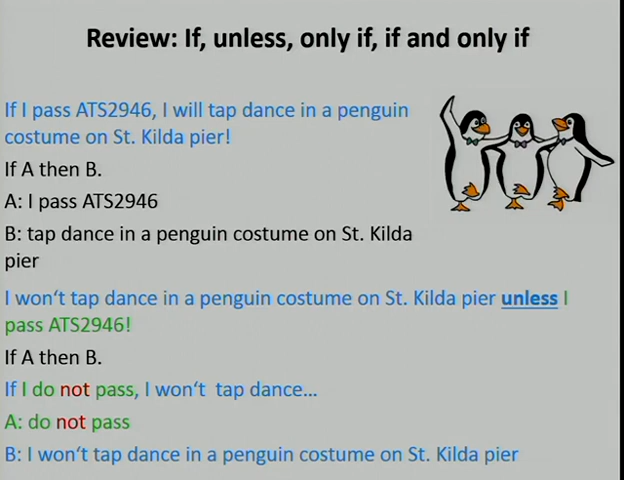 Review: If, unless, only if, if and only if
If I pass ATS2946, I will tap dance in a penguin
costume on St. Kilda pier!
If A then B.
A: I pass ATS2946
B: tap dance in a penguin costume on St. Kilda
pier
I won't tap dance in a penguin costume on St. Kilda pier unless I
pass ATS2946!
If A then B.
If I do not pass, I won't tap dance...
A: do not pass
B: I won't tap dance in a penguin costume on St. Kilda pier